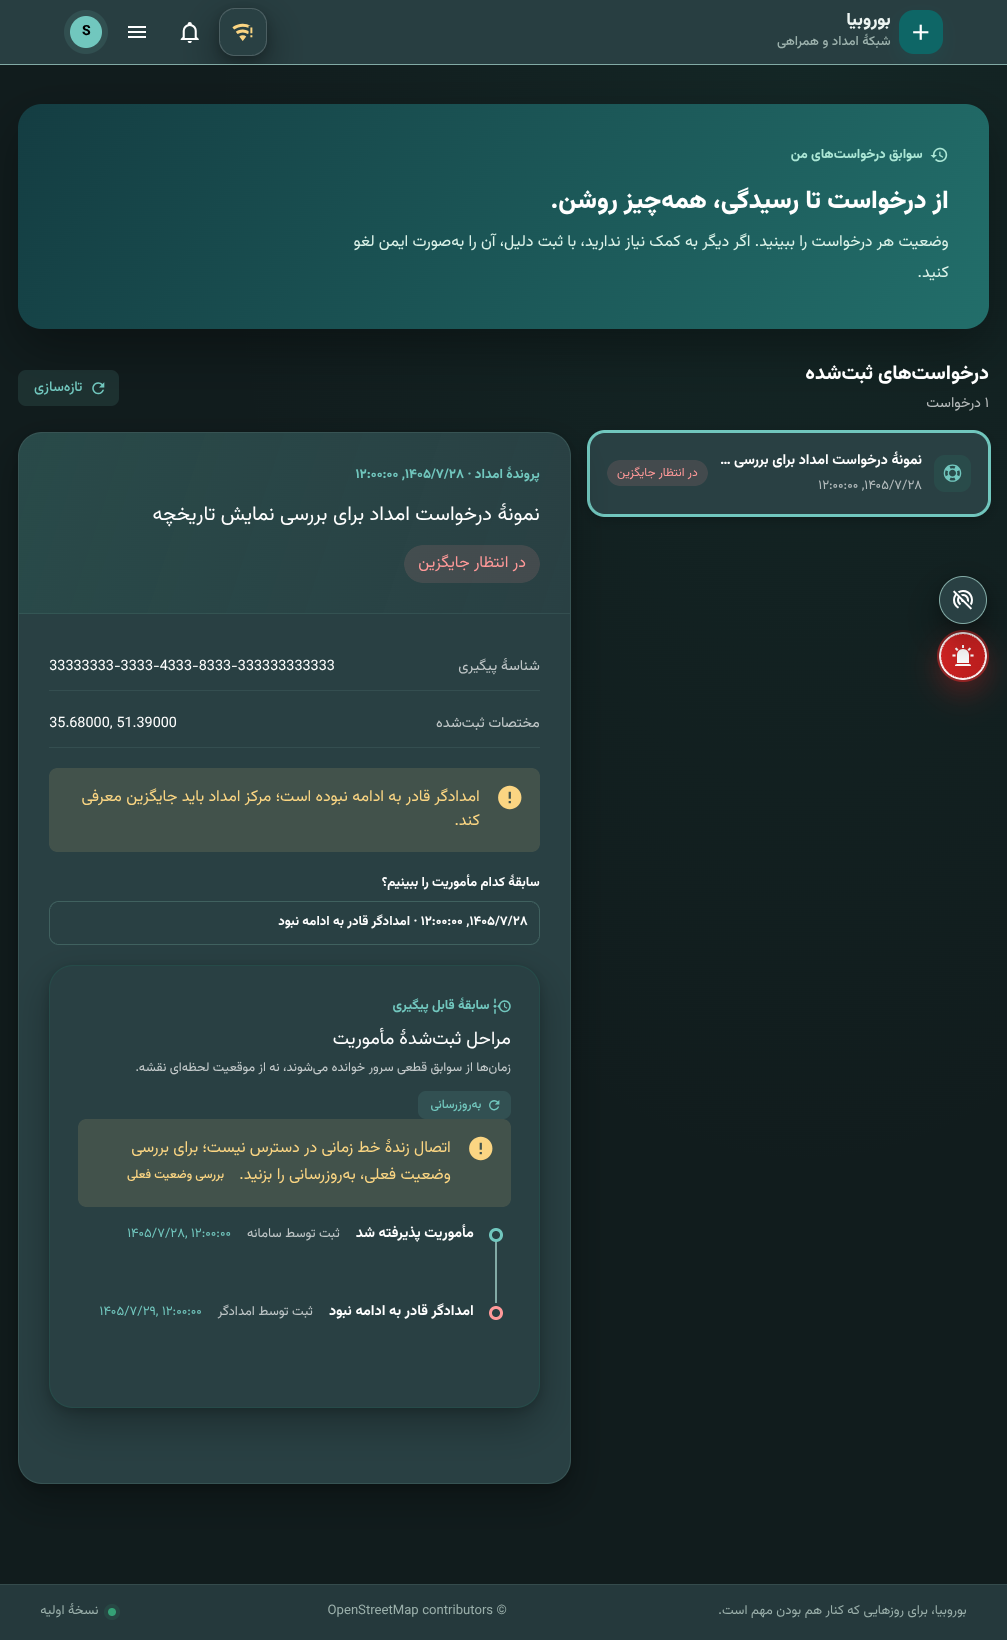 بوروبیا
شبکهٔ امداد و همراهی
S
سوابق درخواست‌های من
از درخواست تا رسیدگی، همه‌چیز روشن.
وضعیت هر درخواست را ببینید. اگر دیگر به کمک نیاز ندارید، با ثبت دلیل، آن را به‌صورت ایمن لغو
کنید.
درخواست‌های ثبت‌شده
۱ درخواست
تازه‌سازی
نمونهٔ درخواست امداد برای بررسی ...
۱۴۰۵/۷/۲۸, ۱۲:۰۰:۰۰
در انتظار جایگزین
پروندهٔ امداد · ۱۴۰۵/۷/۲۸, ۱۲:۰۰:۰۰
نمونهٔ درخواست امداد برای بررسی نمایش تاریخچه
در انتظار جایگزین
شناسهٔ پیگیری 33333333-3333-4333-8333-333333333333
مختصات ثبت‌شده 35.68000, 51.39000
امدادگر قادر به ادامه نبوده است؛ مرکز امداد باید جایگزین معرفی
کند.
سابقهٔ کدام مأموریت را ببینیم؟
۱۴۰۵/۷/۲۸, ۱۲:۰۰:۰۰ · امدادگر قادر به ادامه نبود
سابقهٔ قابل پیگیری
مراحل ثبت‌شدهٔ مأموریت
زمان‌ها از سوابق قطعی سرور خوانده می‌شوند، نه از موقعیت لحظه‌ای نقشه.
به‌روزرسانی
اتصال زندهٔ خط زمانی در دسترس نیست؛ برای بررسی
وضعیت فعلی، به‌روزرسانی را بزنید. بررسی وضعیت فعلی
مأموریت پذیرفته شد ثبت توسط سامانه ۱۴۰۵/۷/۲۸, ۱۲:۰۰:۰۰
امدادگر قادر به ادامه نبود ثبت توسط امدادگر ۱۴۰۵/۷/۲۹, ۱۲:۰۰:۰۰
بوروبیا، برای روزهایی که کنار هم بودن مهم است.
© OpenStreetMap contributors
نسخهٔ اولیه